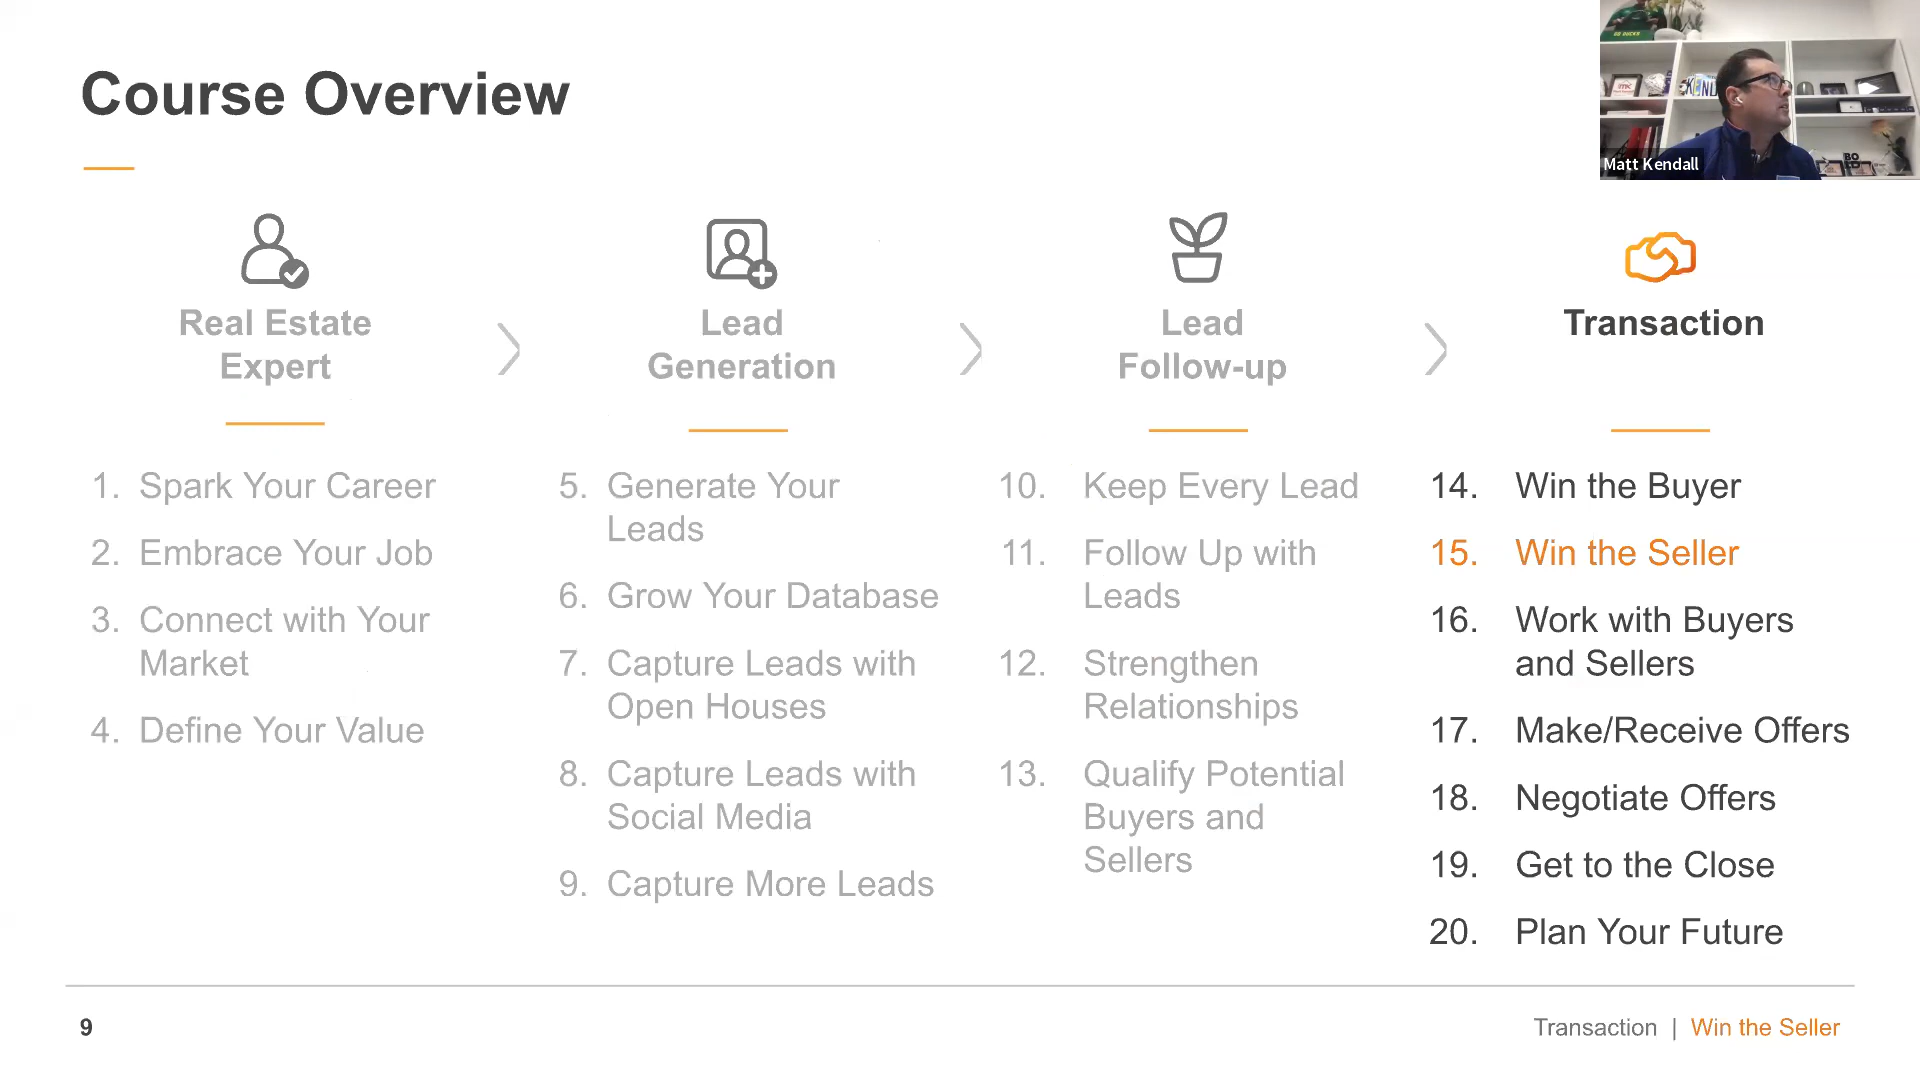 Course Overview
GO DUCKS
Matt Kendall
Real Estate
Expert
Lead
Generation
Lead
Follow-up
Transaction
1. Spark Your Career
2. Embrace Your Job
3. Connect with Your
Market
4. Define Your Value
5. Generate Your
Leads
6. Grow Your Database
7. Capture Leads with
Open Houses
8. Capture Leads with
Social Media
9. Capture More Leads
10. Keep Every Lead
11. Follow Up with
Leads
12. Strengthen
Relationships
13. Qualify Potential
Buyers and
Sellers
14. Win the Buyer
15. Win the Seller
16. Work with Buyers
and Sellers
17. Make/Receive Offers
18. Negotiate Offers
19. Get to the Close
20. Plan Your Future
9
Transaction | Win the Seller